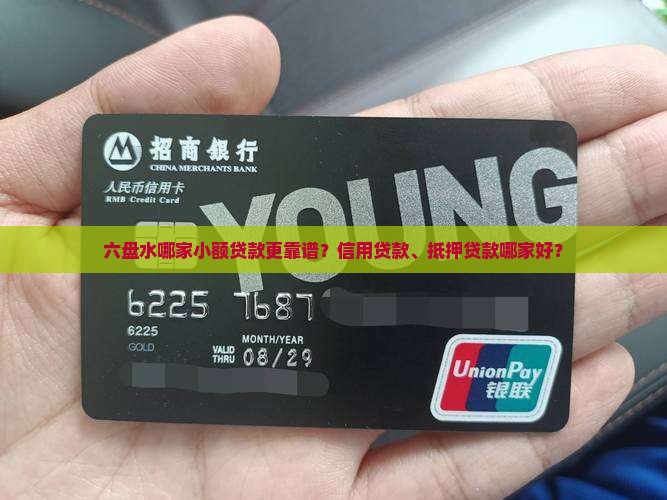 招商银行
CHINA MERCHANTS BANK
人民币信用卡
RMB Credit Card
YOUNG
六盘水哪家小额贷款更靠谱？信用贷款、抵押贷款哪家好？
6225 7687
6225
GOLD
VALID THRU
MONTH/YEAR
08/29
UnionPay
银联